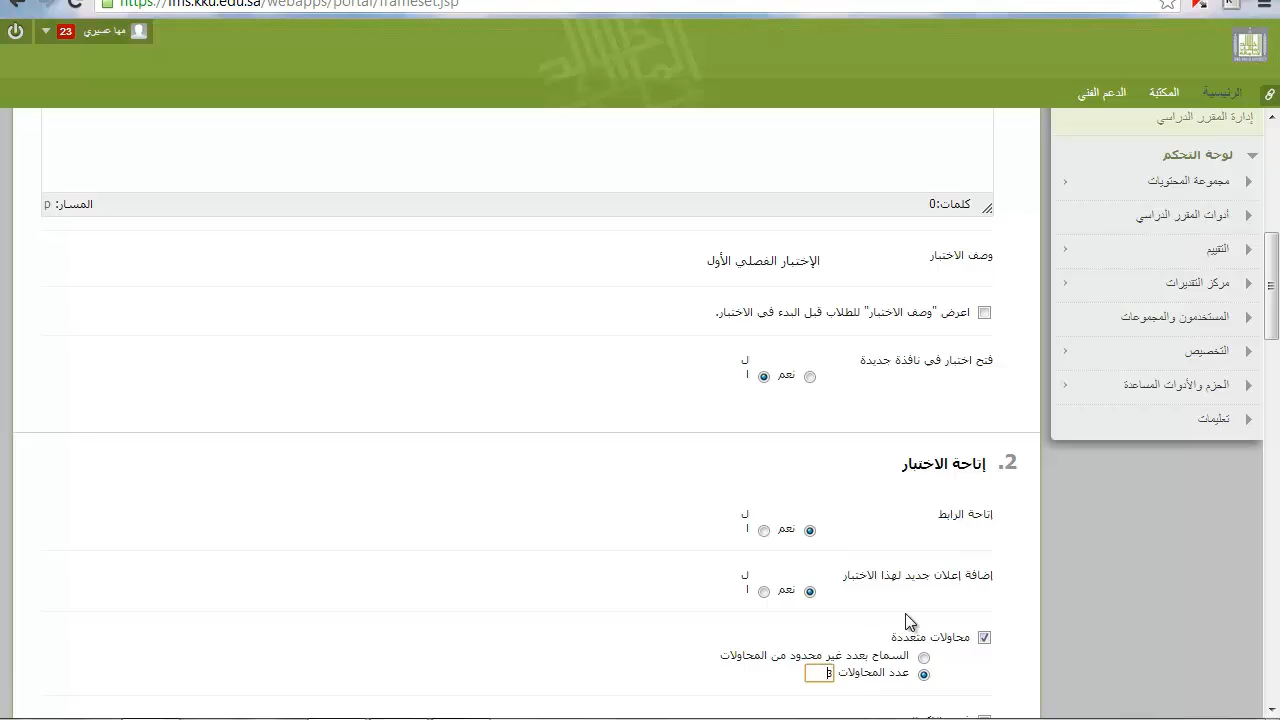 https://lms.kku.edu.sa/webapps/portal/frameset.jsp
مها عسيري
23
الرئيسية
المكتبة
الدعم الفني
إدارة المقرر الدراسي
لوحة التحكم
مجموعة المحتويات
أدوات المقرر الدراسي
التقييم
مركز التقديرات
المستخدمون والمجموعات
التخصيص
الحزم والأدوات المساعدة
تعليمات
كلمات:0
المسار: p
وصف الاختبار
الإختبار الفصلي الأول
اعرض "وصف الاختبار" للطلاب قبل البدء في الاختبار.
فتح اختبار في نافذة جديدة
نعم
ل
ا
2. إتاحة الاختبار
إتاحة الرابط
نعم
ل
ا
إضافة إعلان جديد لهذا الاختبار
نعم
ل
ا
محاولات متعددة
السماح بعدد غير محدود من المحاولات
عدد المحاولات 3